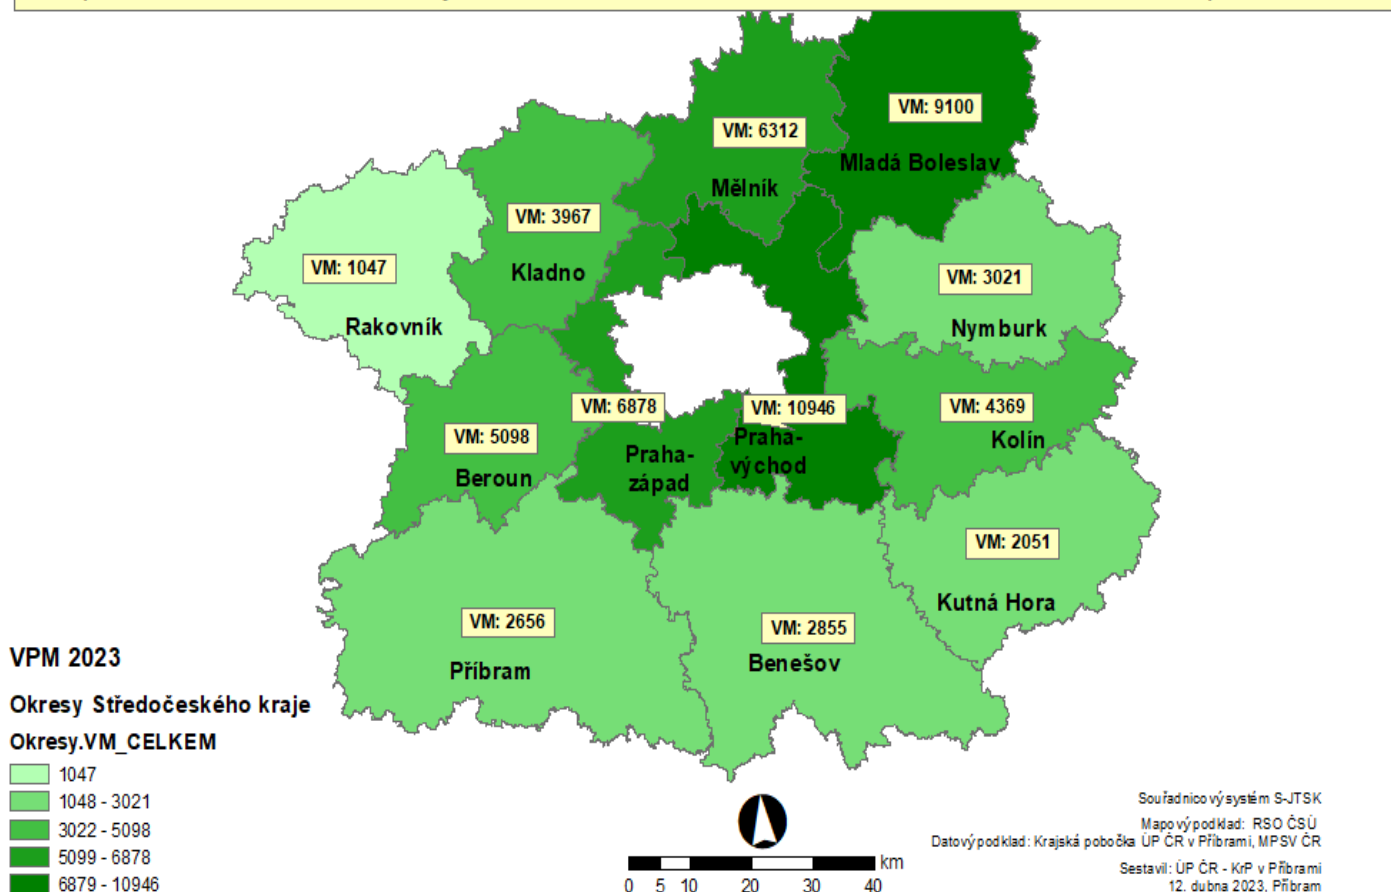 VM: 9100
VM: 6312
Mladá Boleslav
Mělník
VM: 3967
VM: 1047
Kladno
VM: 3021
Rakovník
Nymburk
VM: 6878
VM: 10946
VM: 4369
VM: 5098
Kolín
Praha-
východ
Praha-
západ
Beroun
VM: 2051
Kutná Hora
VM: 2656
VM: 2855
Benešov
Příbram
VPM 2023
Okresy Středočeského kraje
Okresy.VM_CELKEM
1047
1048 - 3021
3022 - 5098
5099 - 6878
6879 - 10946
km
0 5 10 20 30 40
Souřadnicový systém S-JTSK
Mapový podklad: RSO ČSÚ
Datový podklad: Krajská pobočka ÚP ČR v Příbrami, MPSV ČR
Sestavil: ÚP ČR - KrP v Příbrami
12. dubna 2023, Příbram